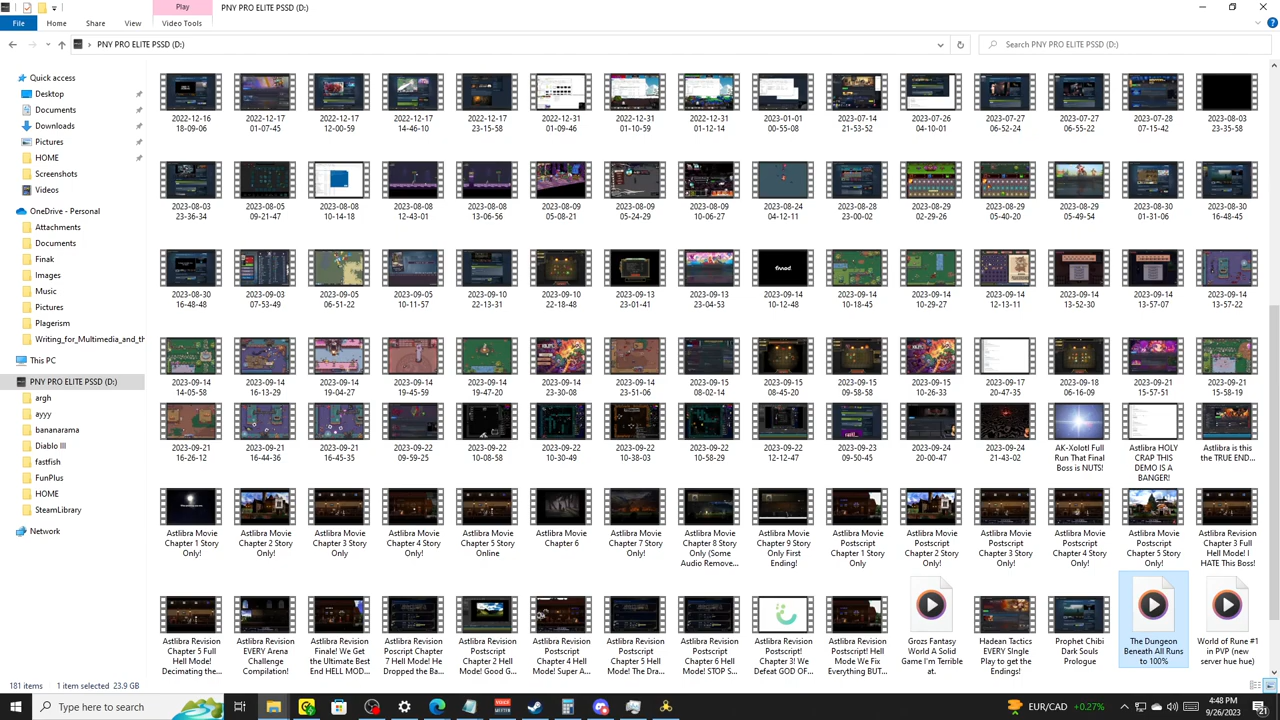 Play
PNY PRO ELITE PSSD (D:)
File
Home
Share
View
Video Tools
PNY PRO ELITE PSSD (D:)
Search PNY PRO ELITE PSSD (D:)
Quick access
Desktop
Documents
Downloads
Pictures
HOME
Screenshots
Videos
OneDrive - Personal
Attachments
Documents
Finak
Images
Music
Pictures
Plagerism
Writing_for_Multimedia_and_th
This PC
PNY PRO ELITE PSSD (D:)
argh
ayyy
bananarama
Diablo III
fastfish
FunPlus
HOME
SteamLibrary
Network
2022-12-16 2022-12-17 2022-12-17 2022-12-17 2022-12-17 2022-12-31 2022-12-31 2022-12-31 2023-01-01 2023-07-14 2023-07-26 2023-07-27 2023-07-27 2023-07-28 2023-08-03
18-09-06 01-07-45 12-00-59 14-46-10 23-15-58 01-09-46 01-10-59 01-12-14 00-55-08 21-53-52 04-10-01 06-52-24 06-55-22 07-15-42 23-35-58
2023-08-03 2023-08-05 2023-08-08 2023-08-08 2023-08-08 2023-08-09 2023-08-09 2023-08-09 2023-08-24 2023-08-28 2023-08-29 2023-08-29 2023-08-29 2023-08-30 2023-08-30
23-36-34 09-21-47 10-14-18 12-43-01 13-06-56 05-08-21 05-24-29 10-06-27 04-12-11 23-00-02 02-29-26 05-40-20 05-49-54 01-31-06 16-48-45
2023-08-30 2023-09-03 2023-09-05 2023-09-05 2023-09-10 2023-09-10 2023-09-13 2023-09-13 2023-09-14 2023-09-14 2023-09-14 2023-09-14 2023-09-14 2023-09-14 2023-09-14
16-48-48 07-53-49 06-51-22 10-11-57 22-13-31 22-18-48 23-01-41 23-04-53 10-12-48 10-18-45 10-29-27 12-13-11 13-52-30 13-57-07 13-57-22
2023-09-14 2023-09-14 2023-09-14 2023-09-14 2023-09-14 2023-09-14 2023-09-14 2023-09-15 2023-09-15 2023-09-15 2023-09-15 2023-09-17 2023-09-18 2023-09-21 2023-09-21
14-05-58 16-13-29 19-04-27 19-45-59 19-47-20 23-30-08 23-51-06 08-02-14 08-45-20 09-58-58 10-26-33 20-47-35 06-16-09 15-57-51 15-58-19
2023-09-21 2023-09-21 2023-09-21 2023-09-22 2023-09-22 2023-09-22 2023-09-22 2023-09-22 2023-09-22 2023-09-23 2023-09-24 2023-09-24 AK-Xolotl Full Astlibra HOLY Astlibra is this
16-26-12 16-44-36 16-45-35 09-59-25 10-08-58 10-30-49 10-38-03 10-58-29 12-12-47 09-50-45 20-00-47 21-43-02 Run That Final CRAP THIS the TRUE END...
Boss is NUTS! DEMO IS A
BANGER!
Astlibra Movie Astlibra Movie Astlibra Movie Astlibra Movie Astlibra Movie Astlibra Movie Astlibra Movie Astlibra Movie Astlibra Movie Astlibra Movie Astlibra Movie Astlibra Movie Astlibra Movie Astlibra Movie Astlibra Revision
Chapter 1 Story Chapter 2 Story Chapter 3 Story Chapter 4 Story Chapter 5 Story Chapter 6 Chapter 7 Story Chapter 8 Story Chapter 9 Story Postscript Postscript Postscript Postscript Postscript Chapter 3 Full
Only! Only! Only Only! Online Only! Only (Some Only First Chapter 1 Story Chapter 2 Story Chapter 3 Story Chapter 4 Story Chapter 5 Story Hell Mode! I
Audio Remove... Ending! Only Only! Only! Only! Only! HATE This Boss!
Astlibra Revision Astlibra Revision Astlibra Revision Astlibra Revision Astlibra Revision Astlibra Revision Astlibra Revision Astlibra Revision Astlibra Revision Astlibra Revision Grozs Fantasy Hadean Tactics Prophet Chibi The Dungeon World of Rune #1
Chapter 5 Full EVERY Arena Finale! We Get Poscript Chapter Chapter 2 Hell Chapter 4 Hell Chapter 5 Hell Chapter 6 Hell Chapter 3! We Postscript! Hell World A Solid EVERY SIngle Dark Souls Beneath All Runs in PVP (new
Hell Mode! Challenge the Ultimate Best 7 Hell Mode! He Mode! Good G... Mode! Super A... Mode! The Dra... Mode! STOP S... Defeat GOD OF... Mode We Fix Game I'm Terrible Play to get the Prologue to 100% server hue hue)
Decimating the... Compilation! End HELL MOD... Dropped the Ba... Everything BUT... at. Endings!
181 items 1 item selected 23.9 GB
Type here to search
EUR/CAD +0.27%
4:48 PM
9/26/2023
21